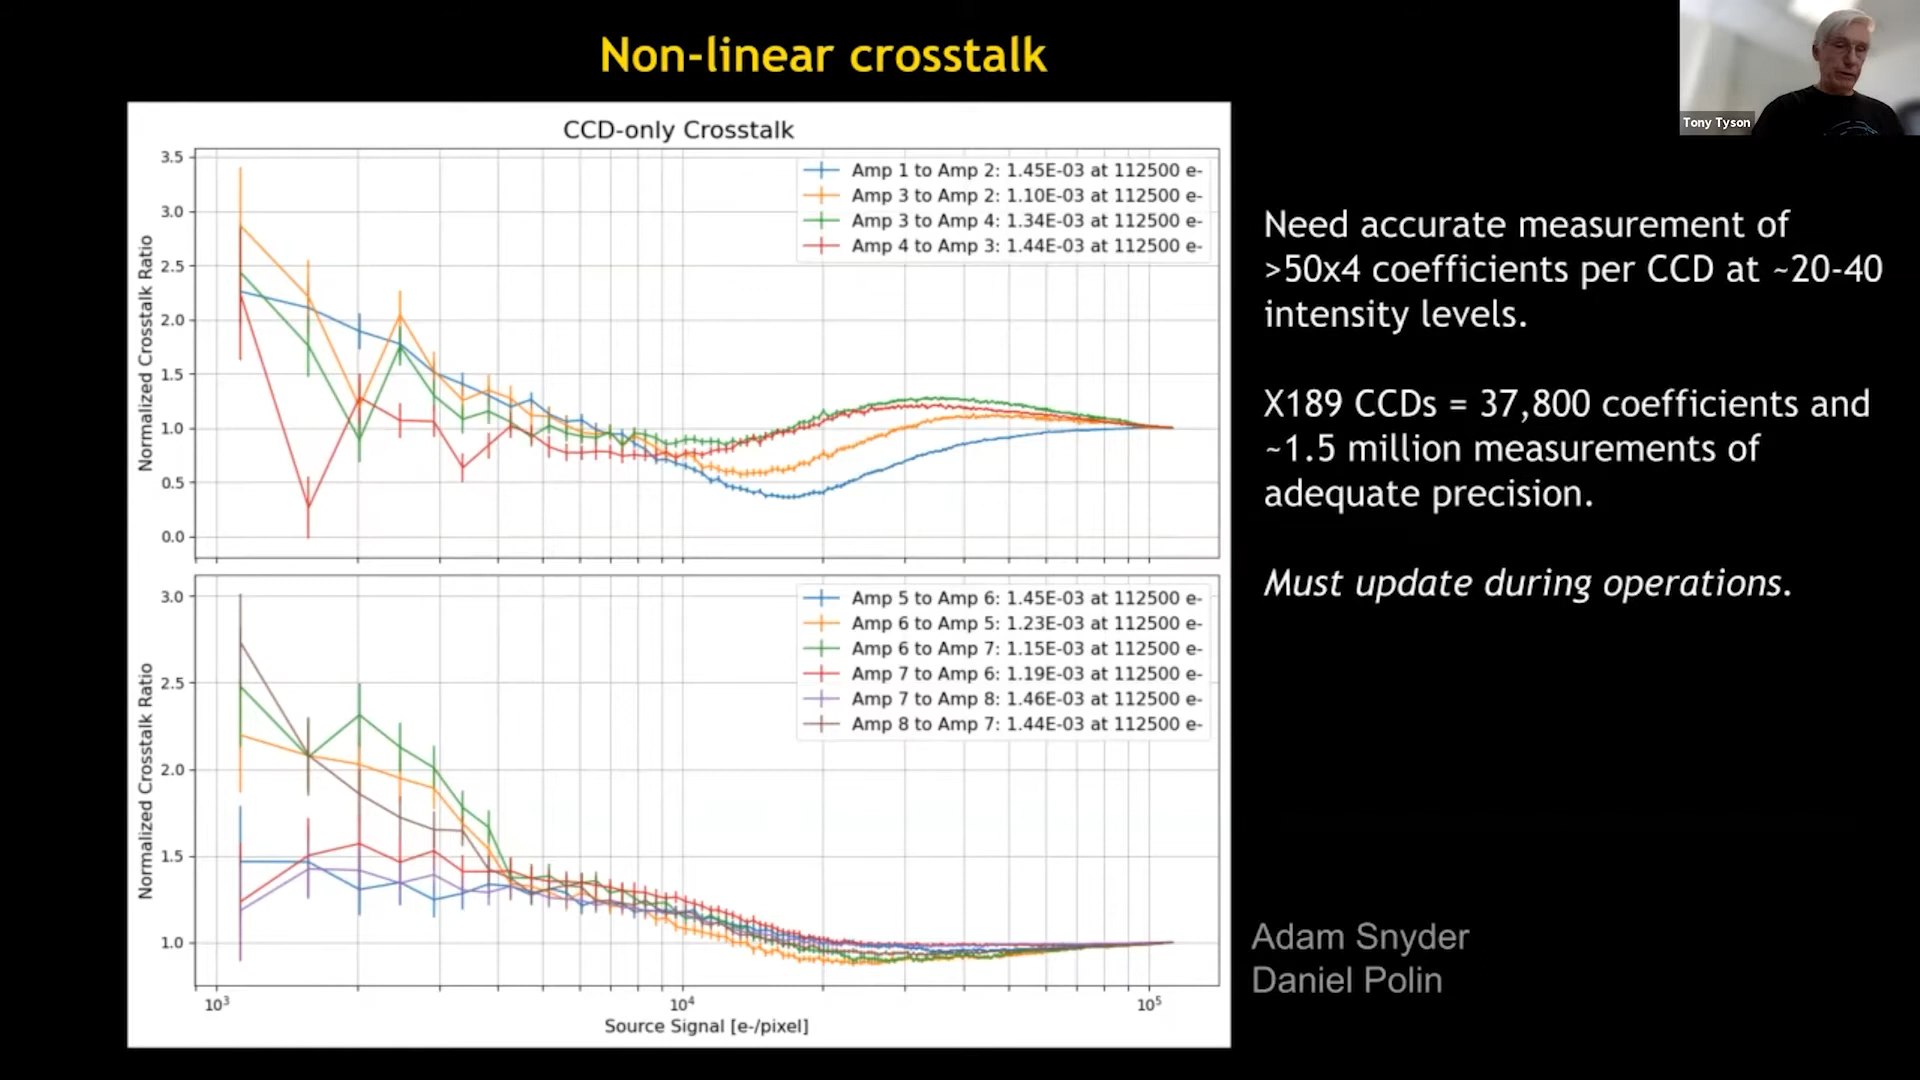 Non-linear crosstalk
Tony Tyson
CCD-only Crosstalk
3.5
3.0
2.5
2.0
1.5
1.0
0.5
0.0
Normalized Crosstalk Ratio
Amp 1 to Amp 2: 1.45E-03 at 112500 e-
Amp 3 to Amp 2: 1.10E-03 at 112500 e-
Amp 3 to Amp 4: 1.34E-03 at 112500 e-
Amp 4 to Amp 3: 1.44E-03 at 112500 e-
3.0
2.5
2.0
1.5
1.0
Normalized Crosstalk Ratio
Amp 5 to Amp 6: 1.45E-03 at 112500 e-
Amp 6 to Amp 5: 1.23E-03 at 112500 e-
Amp 6 to Amp 7: 1.15E-03 at 112500 e-
Amp 7 to Amp 6: 1.19E-03 at 112500 e-
Amp 7 to Amp 8: 1.46E-03 at 112500 e-
Amp 8 to Amp 7: 1.44E-03 at 112500 e-
10³ 10⁴ 10⁵
Source Signal [e-/pixel]
Need accurate measurement of
>50x4 coefficients per CCD at ~20-40
intensity levels.
X189 CCDs = 37,800 coefficients and
~1.5 million measurements of
adequate precision.
Must update during operations.
Adam Snyder
Daniel Polin